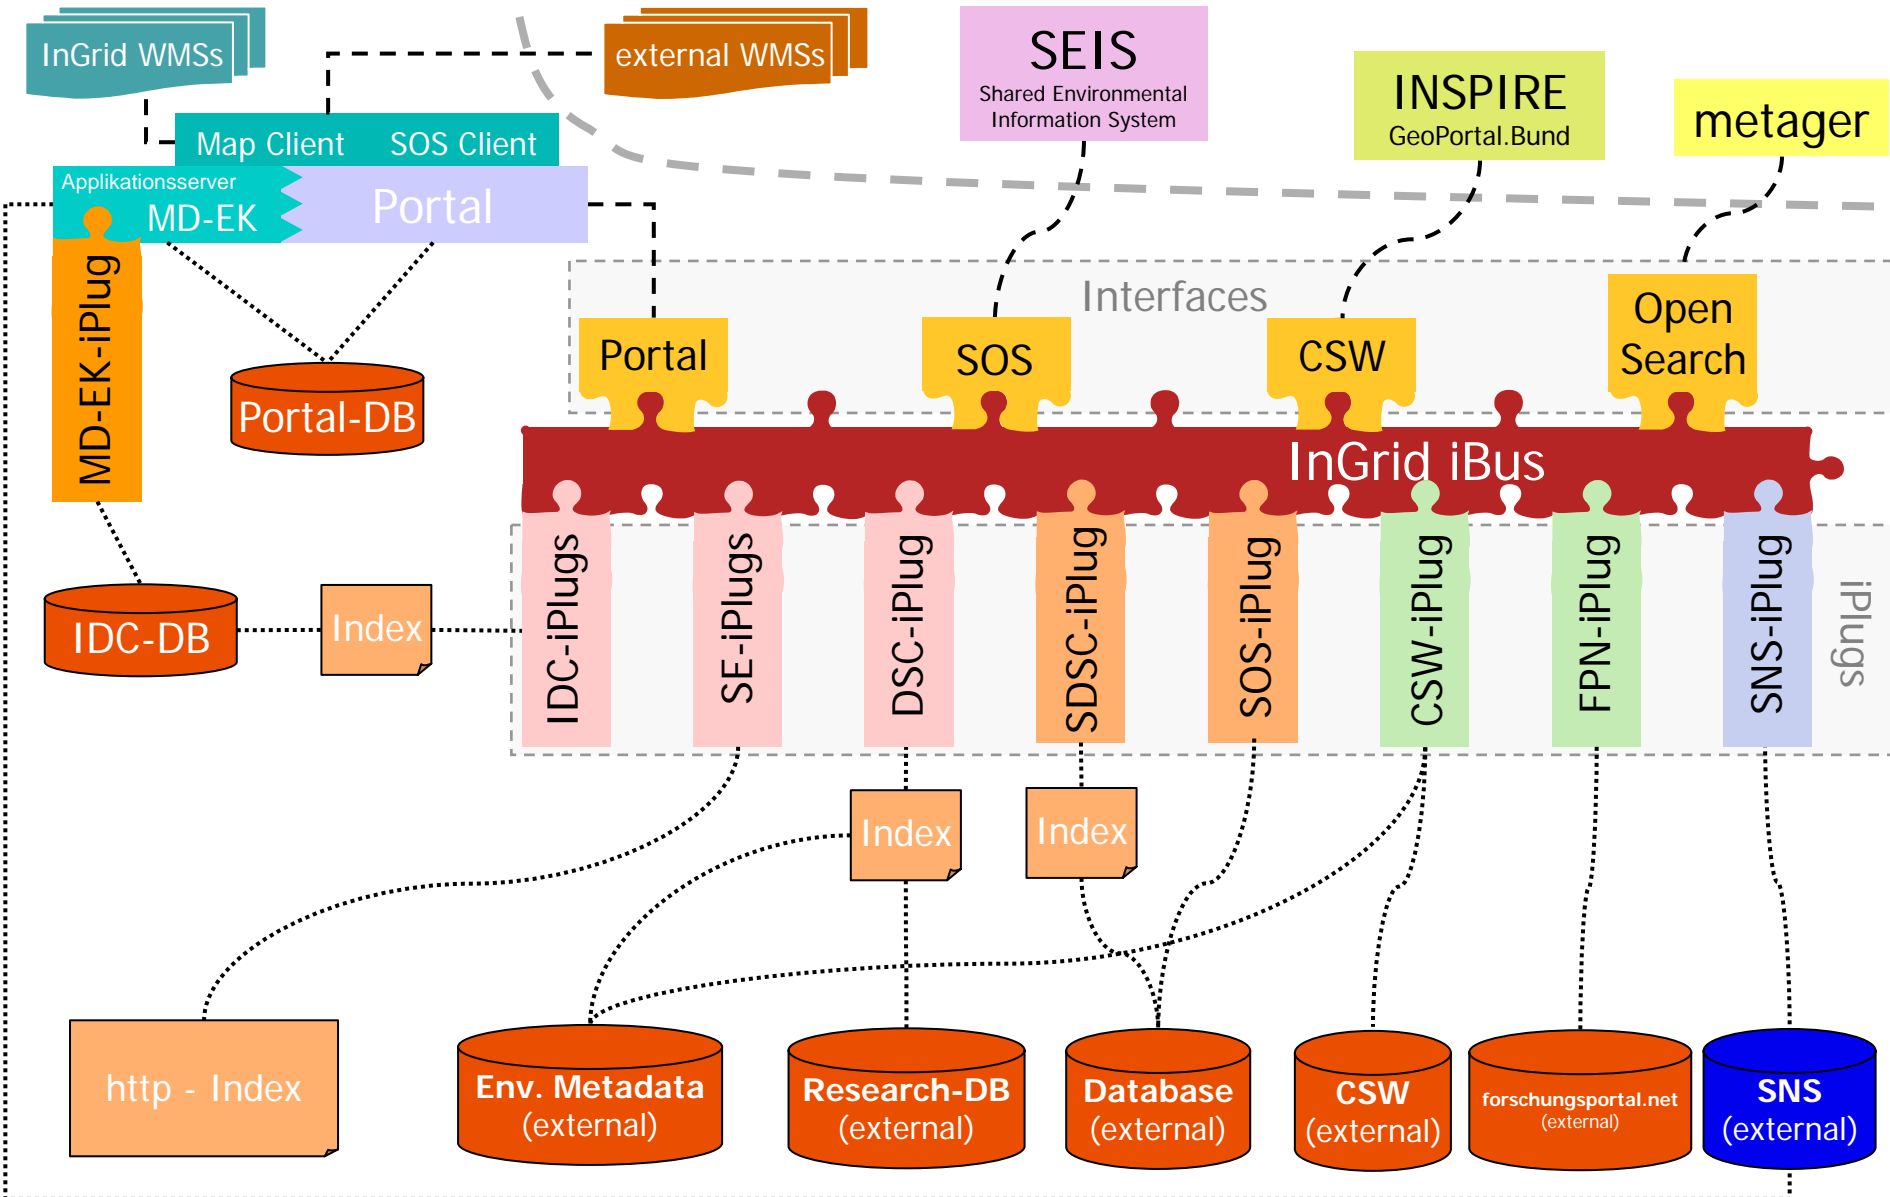 InGrid WMSs
external WMSs
SEIS
Shared Environmental
Information System
INSPIRE
GeoPortal.Bund
metager
Map Client
SOS Client
Applikationsserver
MD-EK
Portal
MD-EK-iPlug
Portal-DB
Interfaces
Portal
SOS
CSW
Open
Search
InGrid iBus
IDC-DB
Index
IDC-iPlugs
SE-iPlugs
DSC-iPlug
SDSC-iPlug
SOS-iPlug
CSW-iPlug
FPN-iPlug
SNS-iPlug
iPlugs
Index
Index
http - Index
Env. Metadata
(external)
Research-DB
(external)
Database
(external)
CSW
(external)
forschungsportal.net
(external)
SNS
(external)